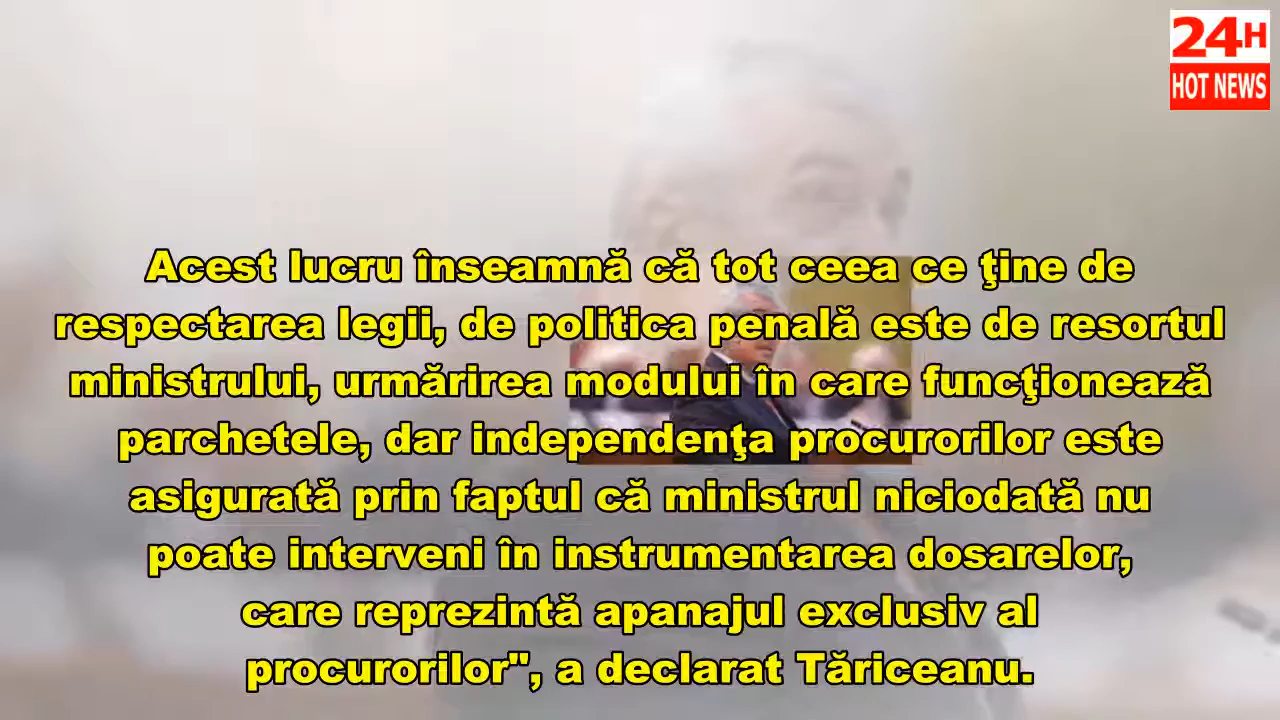 24H
HOT NEWS
Acest lucru înseamnă că tot ceea ce ţine de
respectarea legii, de politica penală este de resortul
ministrului, urmărirea modului în care funcţionează
parchetele, dar independenţa procurorilor este
asigurată prin faptul că ministrul niciodată nu
poate interveni în instrumentarea dosarelor,
care reprezintă apanajul exclusiv al
procurorilor", a declarat Tăriceanu.